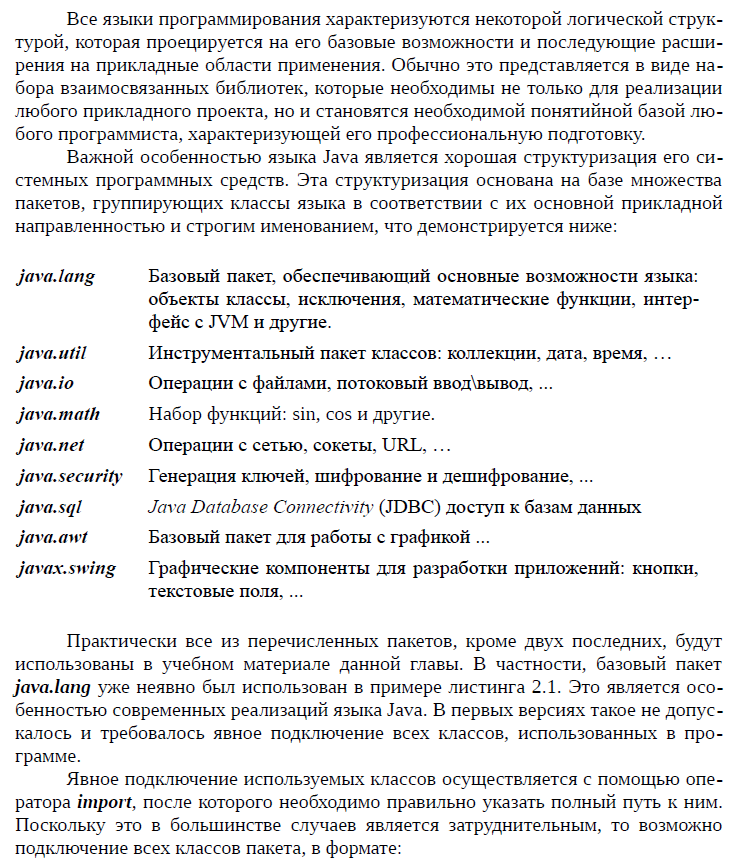 Все языки программирования характеризуются некоторой логической струк-
турой, которая проецируется на его базовые возможности и последующие расши-
рения на прикладные области применения. Обычно это представляется в виде на-
бора взаимосвязанных библиотек, которые необходимы не только для реализации
любого прикладного проекта, но и становятся необходимой понятийной базой лю-
бого программиста, характеризующей его профессиональную подготовку.
Важной особенностью языка Java является хорошая структуризация его си-
стемных программных средств. Эта структуризация основана на базе множества
пакетов, группирующих классы языка в соответствии с их основной прикладной
направленностью и строгим именованием, что демонстрируется ниже:
java.lang Базовый пакет, обеспечивающий основные возможности языка:
объекты классы, исключения, математические функции, интер-
фейс с JVM и другие.
java.util Инструментальный пакет классов: коллекции, дата, время, …
java.io Операции с файлами, потоковый ввод\вывод, ...
java.math Набор функций: sin, cos и другие.
java.net Операции с сетью, сокеты, URL, …
java.security Генерация ключей, шифрование и дешифрование, ...
java.sql Java Database Connectivity (JDBC) доступ к базам данных
java.awt Базовый пакет для работы с графикой ...
javax.swing Графические компоненты для разработки приложений: кнопки,
текстовые поля, ...
Практически все из перечисленных пакетов, кроме двух последних, будут
использованы в учебном материале данной главы. В частности, базовый пакет
java.lang уже неявно был использован в примере листинга 2.1. Это является осо-
бенностью современных реализаций языка Java. В первых версиях такое не допус-
калось и требовалось явное подключение всех классов, использованных в про-
грамме.
Явное подключение используемых классов осуществляется с помощью опе-
ратора import, после которого необходимо правильно указать полный путь к ним.
Поскольку это в большинстве случаев является затруднительным, то возможно
подключение всех классов пакета, в формате: